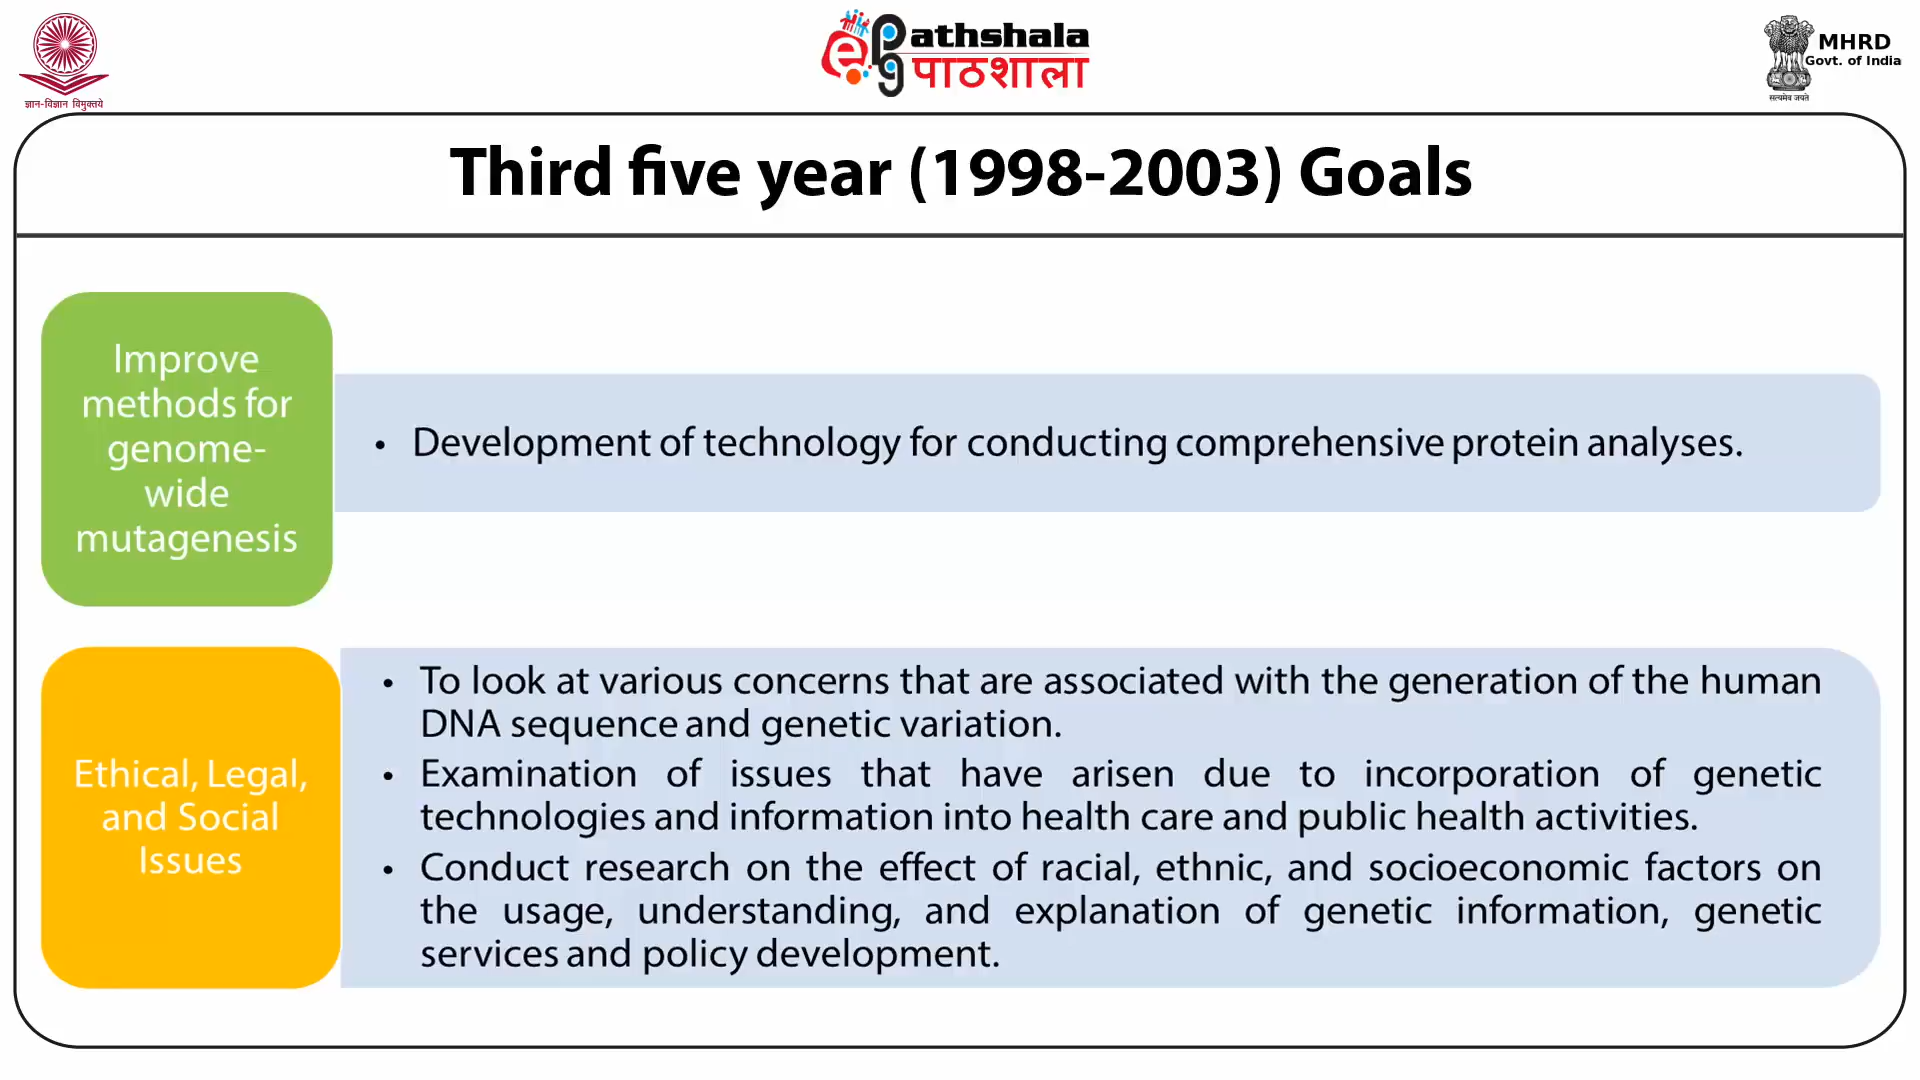 ज्ञान-विज्ञान विमुक्तये
epg
athshala
पाठशाला
MHRD
Govt. of India
सत्यमेव जयते
Third five year (1998-2003) Goals
Improve
methods for
genome-
wide
mutagenesis
• Development of technology for conducting comprehensive protein analyses.
Ethical, Legal,
and Social
Issues
• To look at various concerns that are associated with the generation of the human
DNA sequence and genetic variation.
• Examination of issues that have arisen due to incorporation of genetic
technologies and information into health care and public health activities.
• Conduct research on the effect of racial, ethnic, and socioeconomic factors on
the usage, understanding, and explanation of genetic information, genetic
services and policy development.